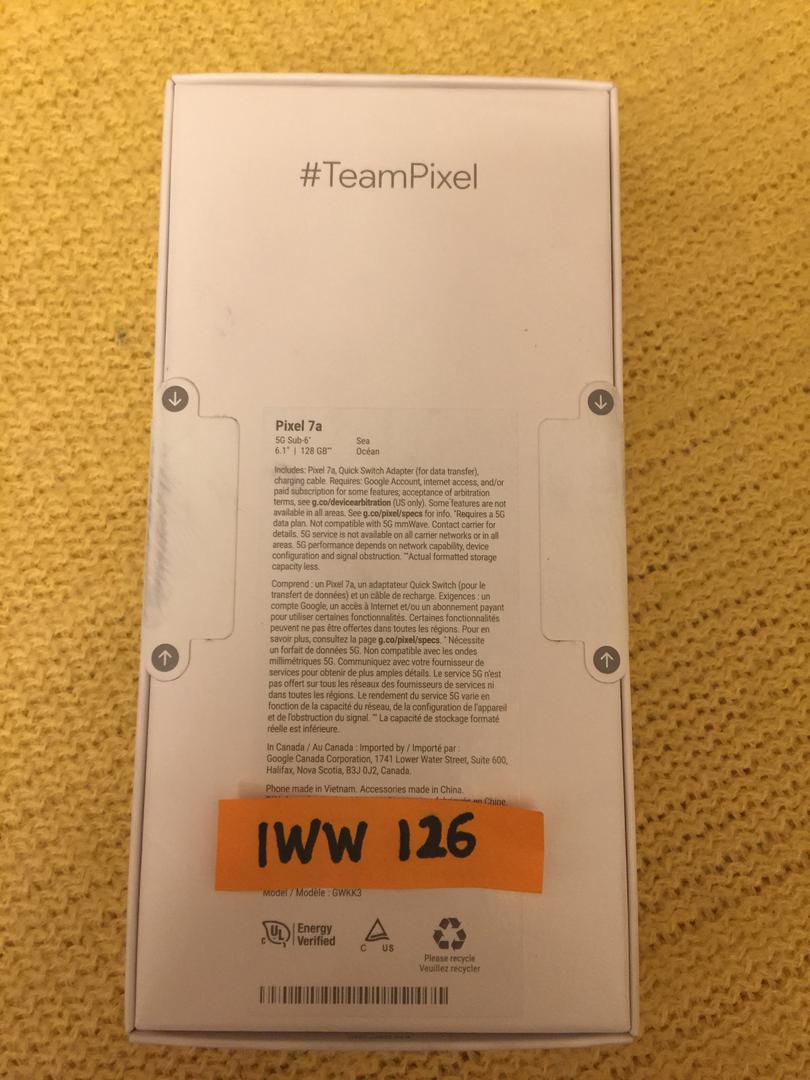 #TeamPixel
Pixel 7a
5G Sub-6* Sea
6.1" | 128 GB** Océan
Includes: Pixel 7a, Quick Switch Adapter (for data transfer),
charging cable. Requires: Google Account, internet access, and/or
paid subscription for some features; acceptance of arbitration
terms, see g.co/devicearbitration (US only). Some features are not
available in all areas. See g.co/pixel/specs for info. *Requires a 5G
data plan. Not compatible with 5G mmWave. Contact carrier for
details. 5G service is not available on all carrier networks or in all
areas. 5G performance depends on network capability, device
configuration and signal obstruction. **Actual formatted storage
capacity less.
Comprend : un Pixel 7a, un adaptateur Quick Switch (pour le
transfert de données) et un câble de recharge. Exigences : un
compte Google, un accès à Internet et/ou un abonnement payant
pour utiliser certaines fonctionnalités. Certaines fonctionnalités
peuvent ne pas être offertes dans toutes les régions. Pour en
savoir plus, consultez la page g.co/pixel/specs. *Nécessite
un forfait de données 5G. Non compatible avec les ondes
millimétriques 5G. Communiquez avec votre fournisseur de
services pour obtenir de plus amples détails. Le service 5G n'est
pas offert sur tous les réseaux des fournisseurs de services ni
dans toutes les régions. Le rendement du service 5G varie en
fonction de la capacité du réseau, de la configuration de l'appareil
et de l'obstruction du signal. ** La capacité de stockage formaté
réelle est inférieure.
In Canada / Au Canada : Imported by / Importé par :
Google Canada Corporation, 1741 Lower Water Street, Suite 600,
Halifax, Nova Scotia, B3J 0J2, Canada.
Phone made in Vietnam. Accessories made in China.
en Chine.
IWW 126
Model / Modèle : GWKK3
C UL Energy
Verified
C US
Please recycle
Veuillez recycler